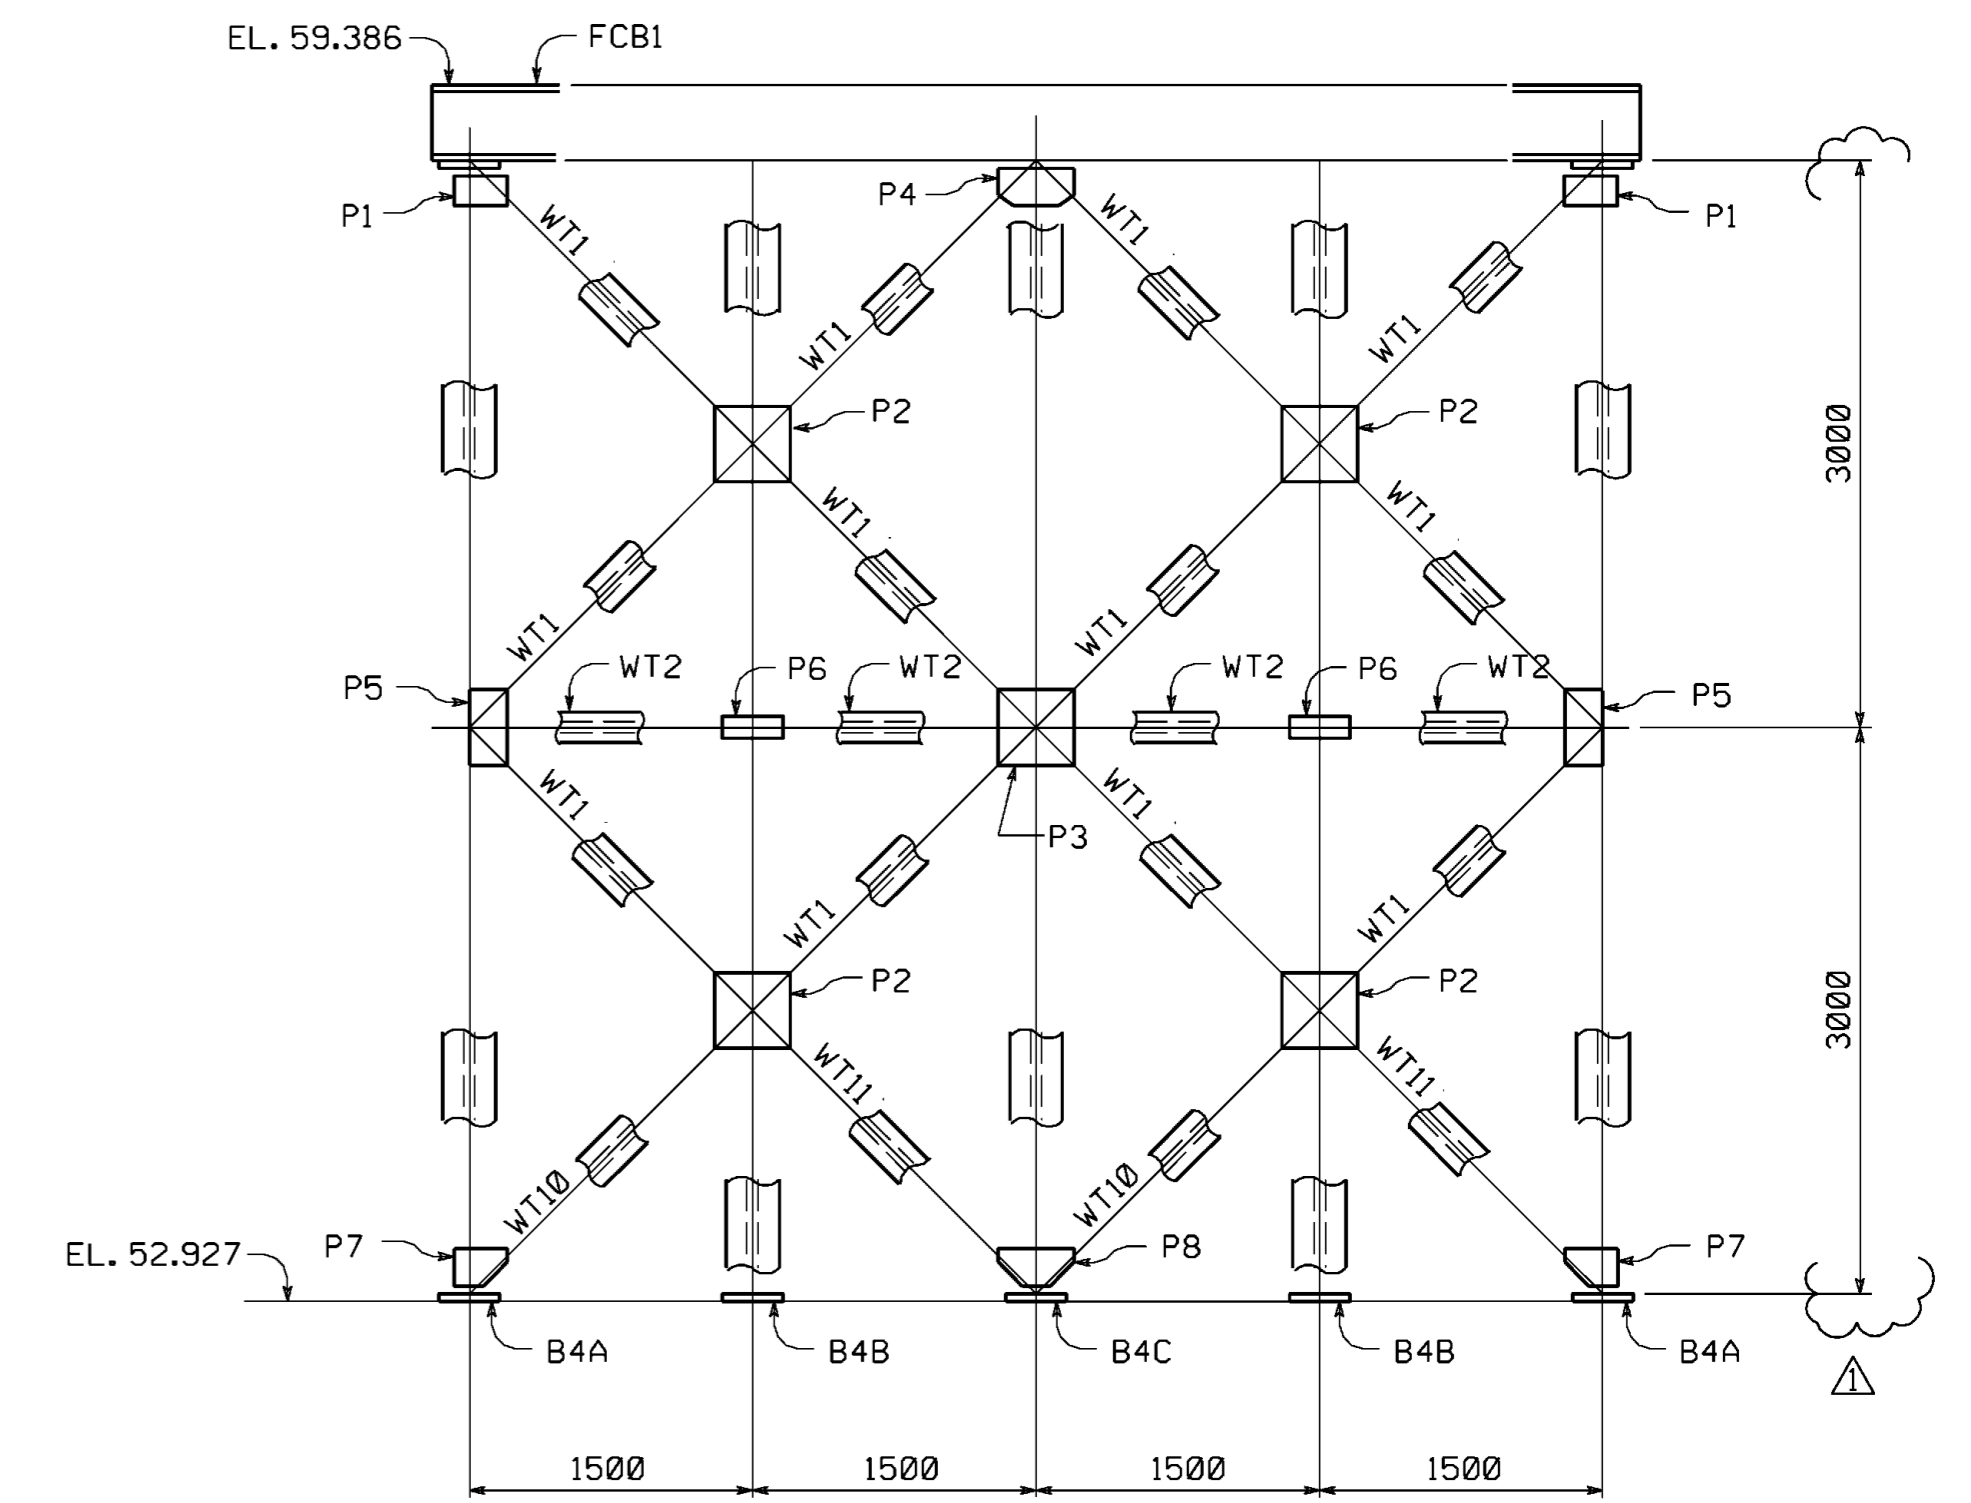 EL. 59.386 FCB1
P1 WT1 P4 WT1 P1
WT1 WT1
P2 P2
3000
WT1 WT1
WT1 WT1
P5 WT2 P6 WT2 WT2 P6 WT2 P5
WT1 WT1
P3
WT1 WT1
P2 P2
3000
WT11 WT11
WT10 WT10
EL. 52.927 P7 P8 P7
B4A B4B B4C B4B B4A
1
1500 1500 1500 1500